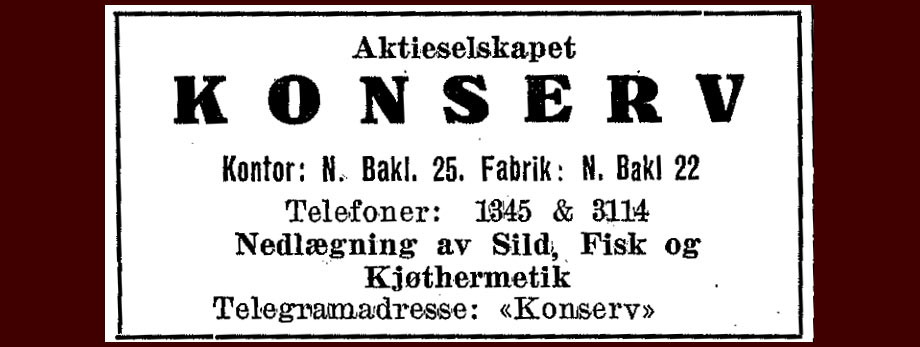 Aktieselskapet
KONSERV
Kontor: N. Bakl. 25. Fabrik: N. Bakl 22
Telefoner: 1345 & 3114
Nedlægning av Sild, Fisk og
Kjøthermetik
Telegramadresse: «Konserv»